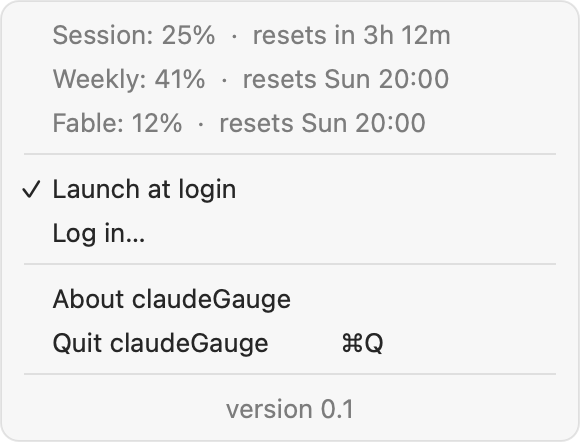 Session: 25% · resets in 3h 12m
Weekly: 41% · resets Sun 20:00
Fable: 12% · resets Sun 20:00
✓ Launch at login
Log in...
About claudeGauge
Quit claudeGauge ⌘Q
version 0.1